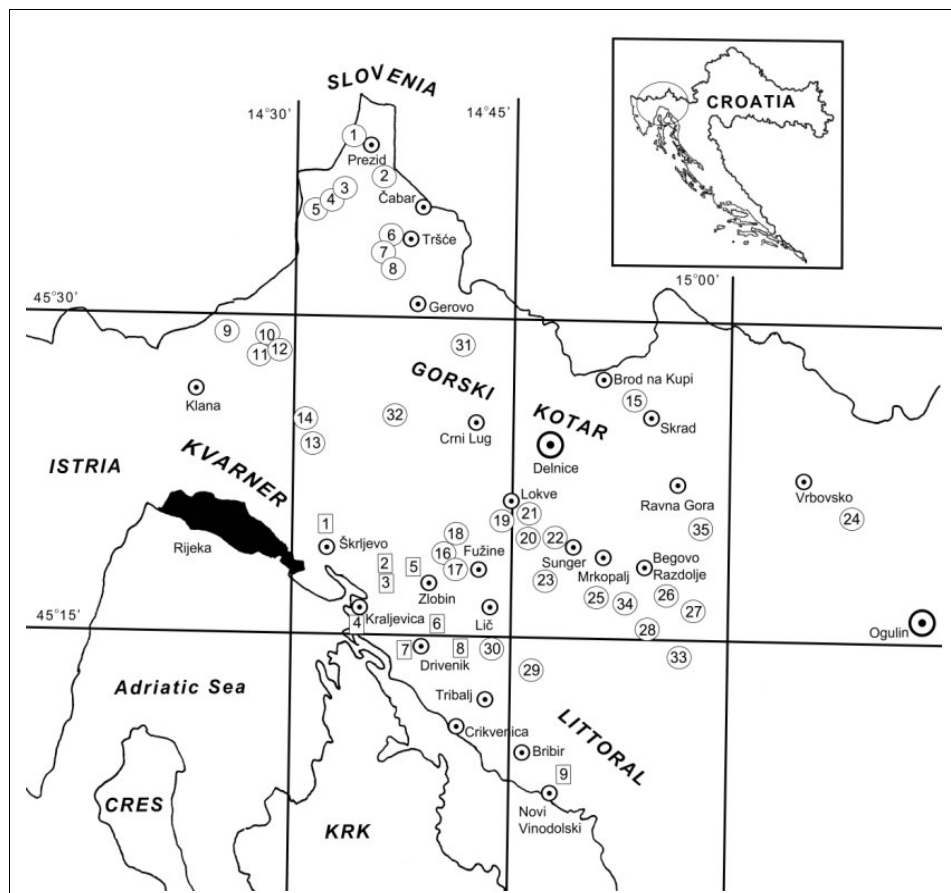 SLOVENIA
14°30'
14°45'
CROATIA
1
Prezid
2
3
4
5
Čabar
6
Tršće
7
8
15°00'
45°30'
Gerovo
9
10
11
12
31
GORSKI
Brod na Kupi
15
Klana
14
32
Skrad
13
Crni Lug
KOTAR
Delnice
ISTRIA
KVARNER
Ravna Gora
Vrbovsko
Lokve
19
21
24
35
Rijeka
1
Škrljevo
18
20
22
16
Fužine
Sunger
2
5
17
Mrkopalj
Begovo
Razdolje
3
Zlobin
23
25
34
26
27
45°15'
Kraljevica
4
6
Lič
28
Ogulin
7
Drivenik
8
30
33
29
Adriatic Sea
Tribalj
LITTORAL
Crikvenica
Bribir
9
CRES
KRK
Novi
Vinodolski